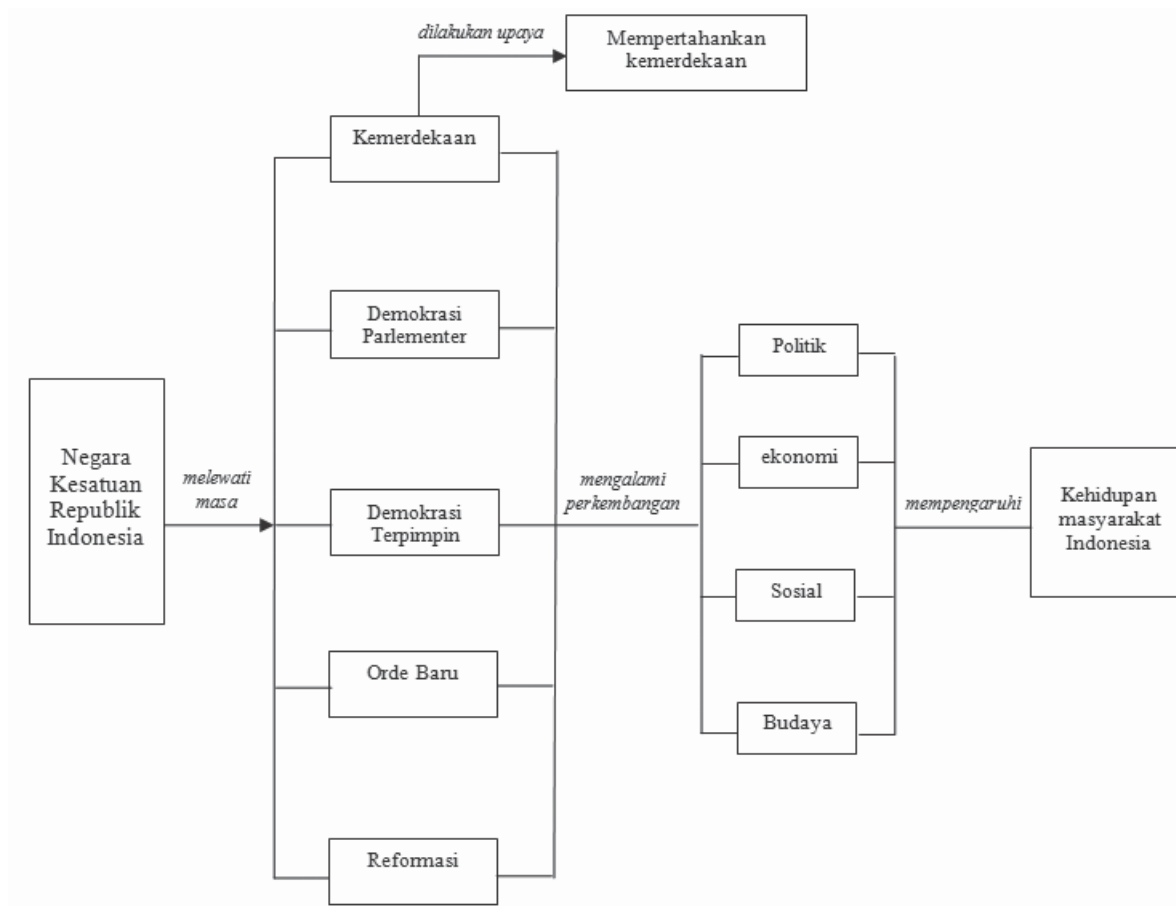 dilakukan upaya
Mempertahankan
kemerdekaan
Kemerdekaan
Demokrasi
Parlementer
Politik
Negara
Kesatuan
Republik
Indonesia
melewati
masa
Demokrasi
Terpimpin
mengalami
perkembangan
ekonomi
mempengaruhi
Kehidupan
masyarakat
Indonesia
Sosial
Orde Baru
Budaya
Reformasi